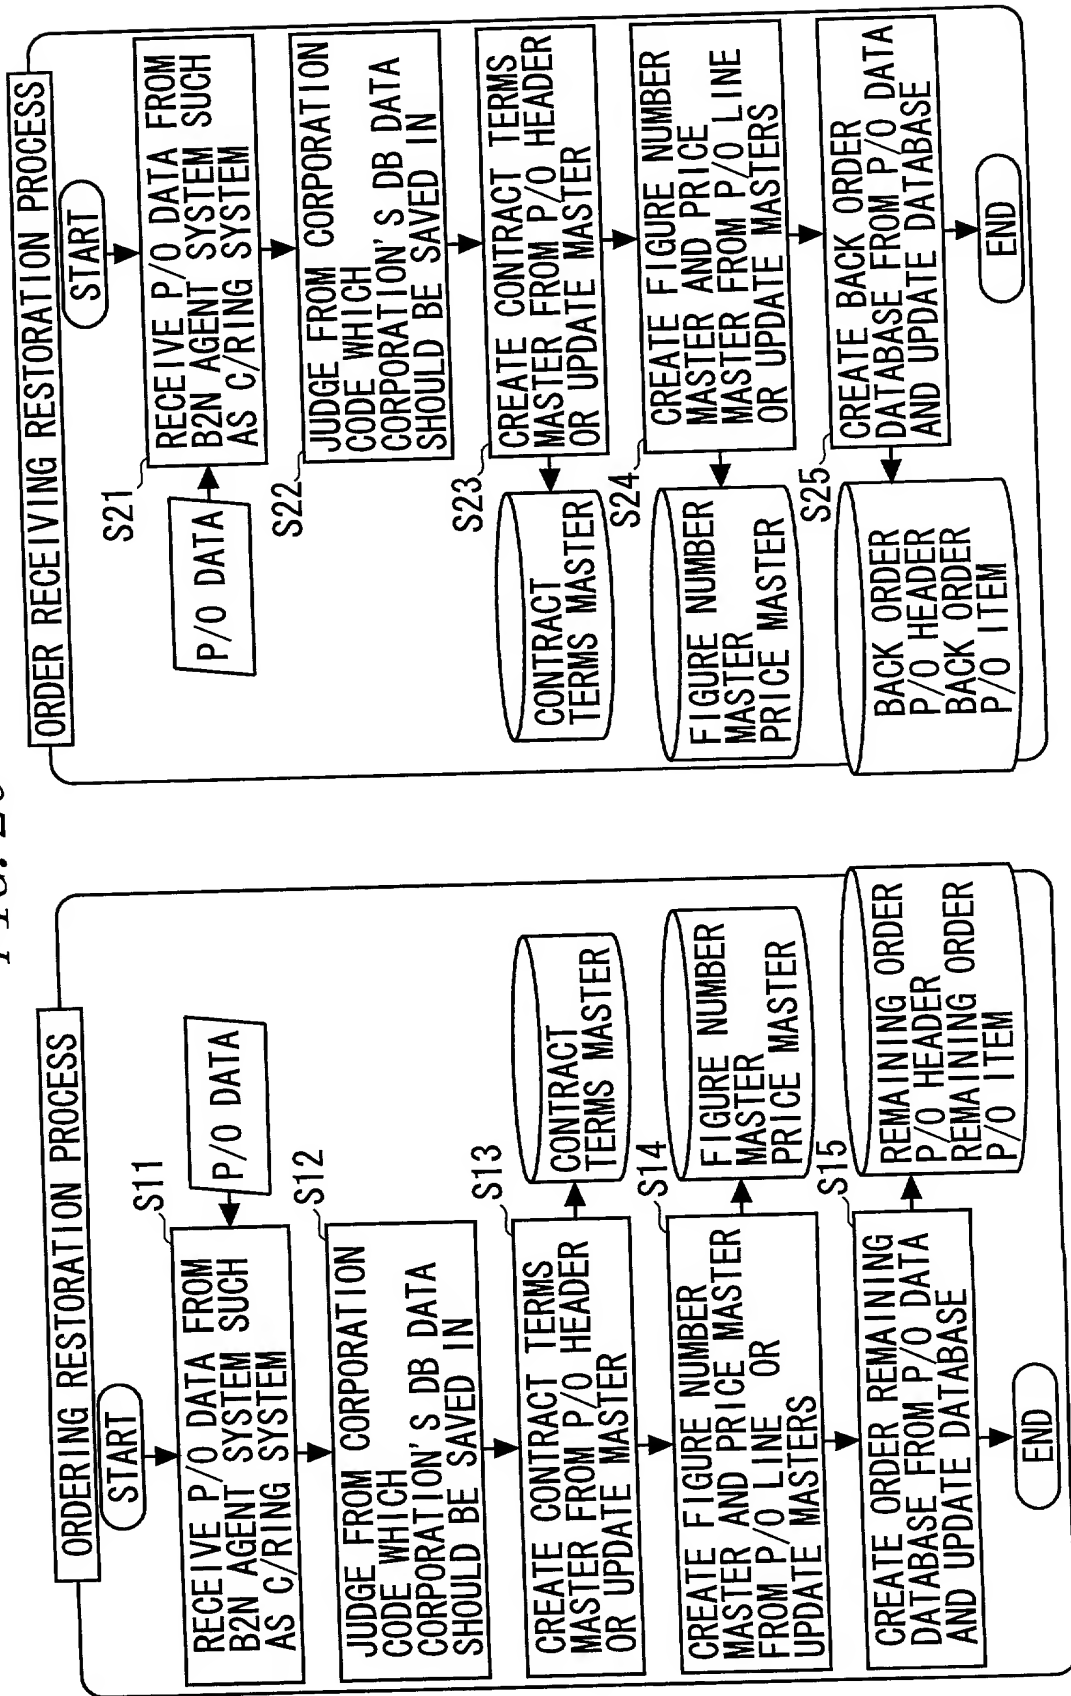 ORDERING RESTORATION PROCESS
START
S11
RECEIVE P/O DATA FROM
B2N AGENT SYSTEM SUCH
AS C/RING SYSTEM
P/O DATA
S12
JUDGE FROM CORPORATION
CODE WHICH
CORPORATION'S DB DATA
SHOULD BE SAVED IN
S13
CREATE CONTRACT TERMS
MASTER FROM P/O HEADER
OR UPDATE MASTER
CONTRACT
TERMS MASTER
S14
CREATE FIGURE NUMBER
MASTER AND PRICE MASTER
FROM P/O LINE OR
UPDATE MASTERS
FIGURE NUMBER
MASTER
PRICE MASTER
S15
CREATE ORDER REMAINING
DATABASE FROM P/O DATA
AND UPDATE DATABASE
REMAINING ORDER
P/O HEADER
REMAINING ORDER
P/O ITEM
END
ORDER RECEIVING RESTORATION PROCESS
START
S21
RECEIVE P/O DATA FROM
B2N AGENT SYSTEM SUCH
AS C/RING SYSTEM
P/O DATA
S22
JUDGE FROM CORPORATION
CODE WHICH
CORPORATION'S DB DATA
SHOULD BE SAVED IN
S23
CREATE CONTRACT TERMS
MASTER FROM P/O HEADER
OR UPDATE MASTER
CONTRACT
TERMS MASTER
S24
CREATE FIGURE NUMBER
MASTER AND PRICE
MASTER FROM P/O LINE
OR UPDATE MASTERS
FIGURE NUMBER
MASTER
PRICE MASTER
S25
CREATE BACK ORDER
DATABASE FROM P/O DATA
AND UPDATE DATABASE
BACK ORDER
P/O HEADER
BACK ORDER
P/O ITEM
END